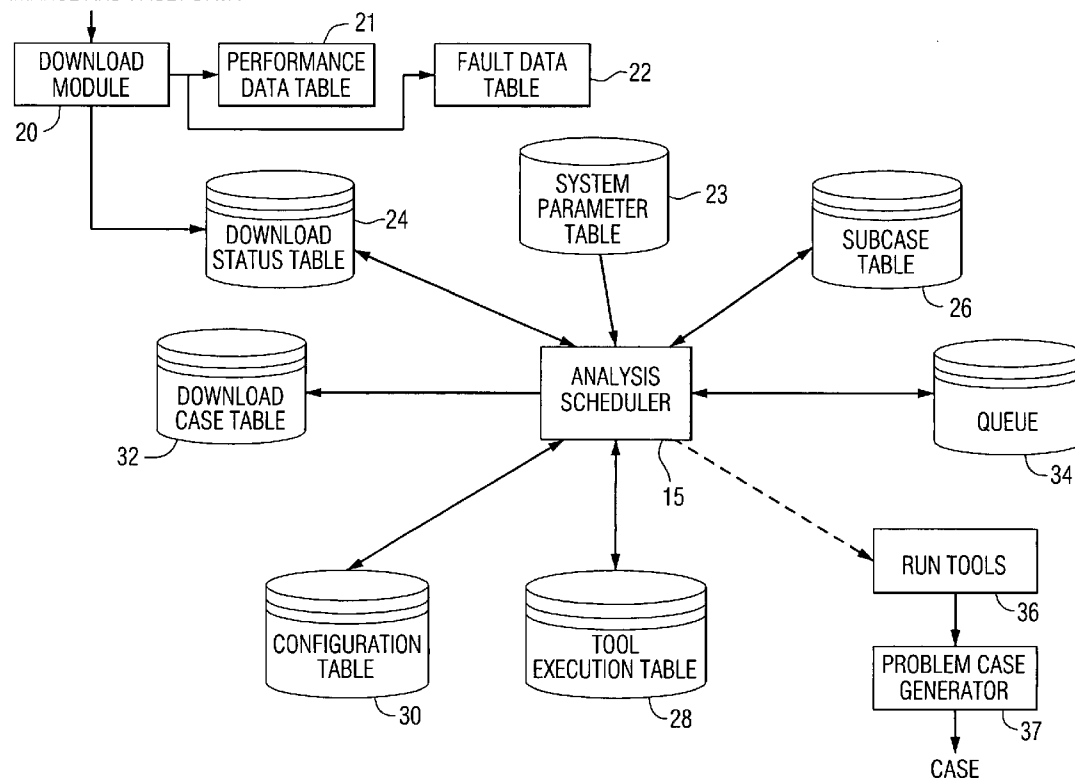 DOWNLOAD
MODULE
20
PERFORMANCE
DATA TABLE
21
FAULT DATA
TABLE
22
DOWNLOAD
STATUS TABLE
24
SYSTEM
PARAMETER
TABLE
23
SUBCASE
TABLE
26
DOWNLOAD
CASE TABLE
32
ANALYSIS
SCHEDULER
15
QUEUE
34
CONFIGURATION
TABLE
30
TOOL
EXECUTION TABLE
28
RUN TOOLS
36
PROBLEM CASE
GENERATOR
37
CASE